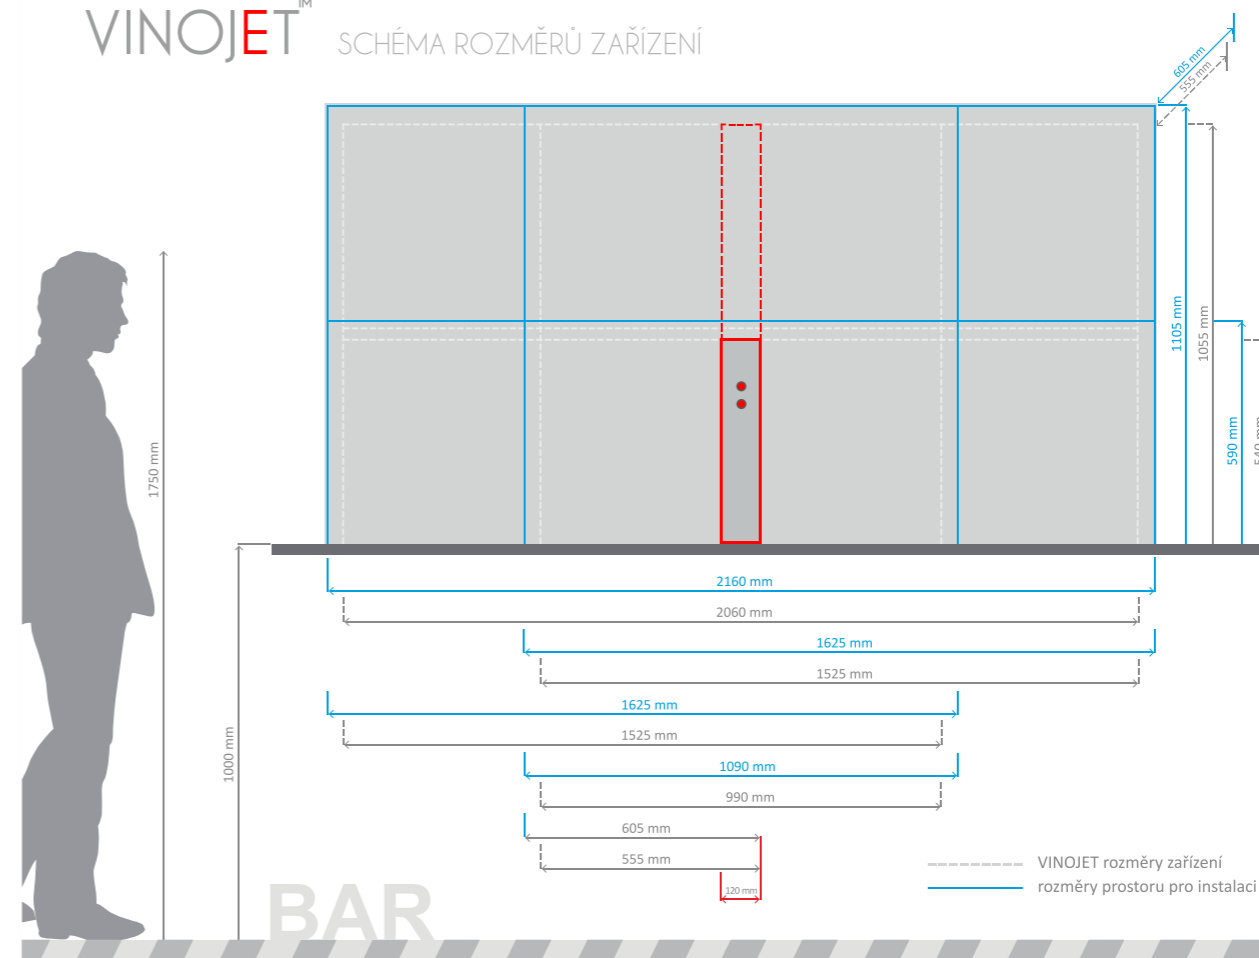 VINOJET™ SCHÉMA ROZMĚRŮ ZAŘÍZENÍ
605 mm
555 mm
1105 mm
1055 mm
590 mm
540 mm
1750 mm
1000 mm
2160 mm
2060 mm
1625 mm
1525 mm
1625 mm
1525 mm
1090 mm
990 mm
605 mm
555 mm
120 mm
VINOJET rozměry zařízení
rozměry prostoru pro instalaci
BAR